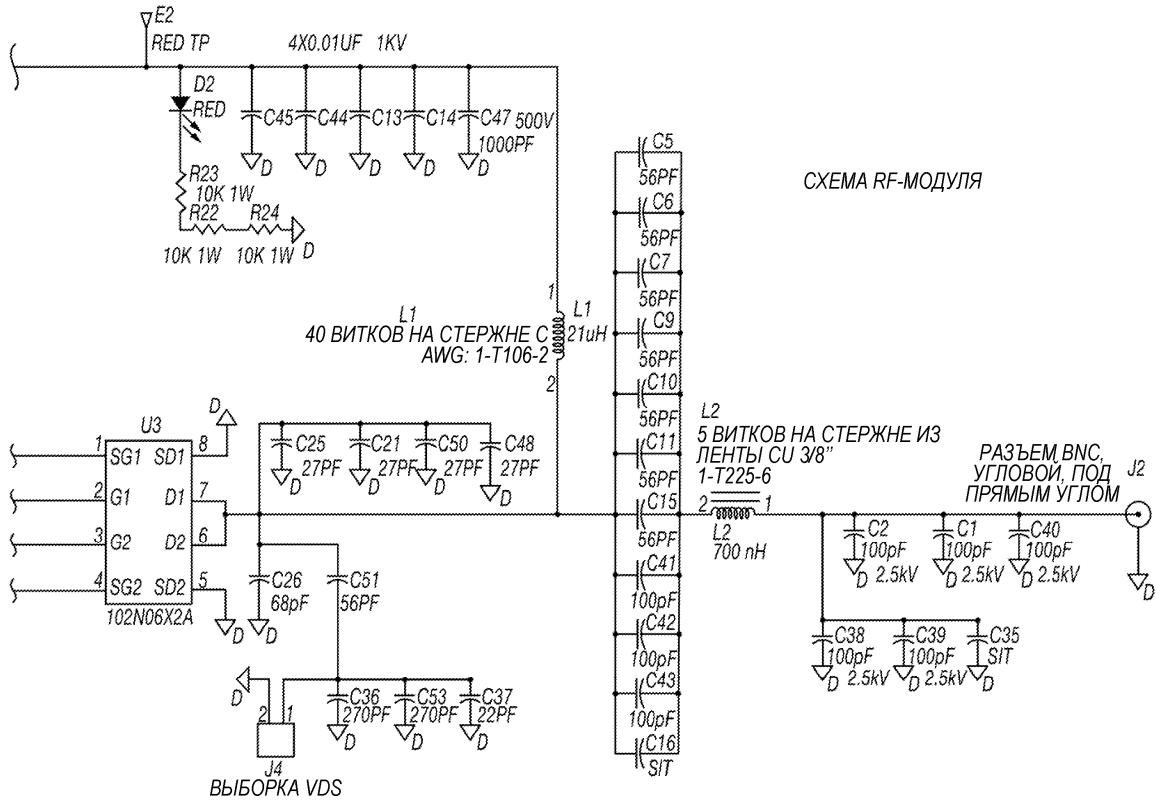 E2
RED TP
4X0.01UF 1KV
D2
RED
C45
C44
C13
C14
C47
500V
1000PF
D
D
D
D
D
R23
10K 1W
R22
R24
D
10K 1W
10K 1W
СХЕМА RF-МОДУЛЯ
C5
56PF
C6
56PF
C7
56PF
C9
56PF
C10
56PF
C11
56PF
C15
56PF
C41
100pF
C42
100pF
C43
100pF
C16
SIT
1
L1
L1
40 ВИТКОВ НА СТЕРЖНЕ С
21uH
AWG: 1-T106-2
2
L2
5 ВИТКОВ НА СТЕРЖНЕ ИЗ
ЛЕНТЫ CU 3/8”
1-T225-6
2
1
L2
700 nH
РАЗЪЕМ BNC,
УГЛОВОЙ, ПОД
ПРЯМЫМ УГЛОМ
J2
D
U3
D
1
SG1
SD1
8
2
G1
D1
7
3
G2
D2
6
4
SG2
SD2
5
102N06X2A
D
C25
27PF
D
C21
27PF
D
C50
27PF
D
C48
27PF
D
C26
68pF
D
C51
56PF
C2
100pF
D
2.5kV
C1
100pF
D
2.5kV
C40
100pF
D
2.5kV
C38
100pF
D
2.5kV
C39
100pF
D
2.5kV
C35
SIT
D
D
2
1
C36
270PF
D
C53
270PF
D
C37
22PF
D
J4
ВЫБОРКА VDS